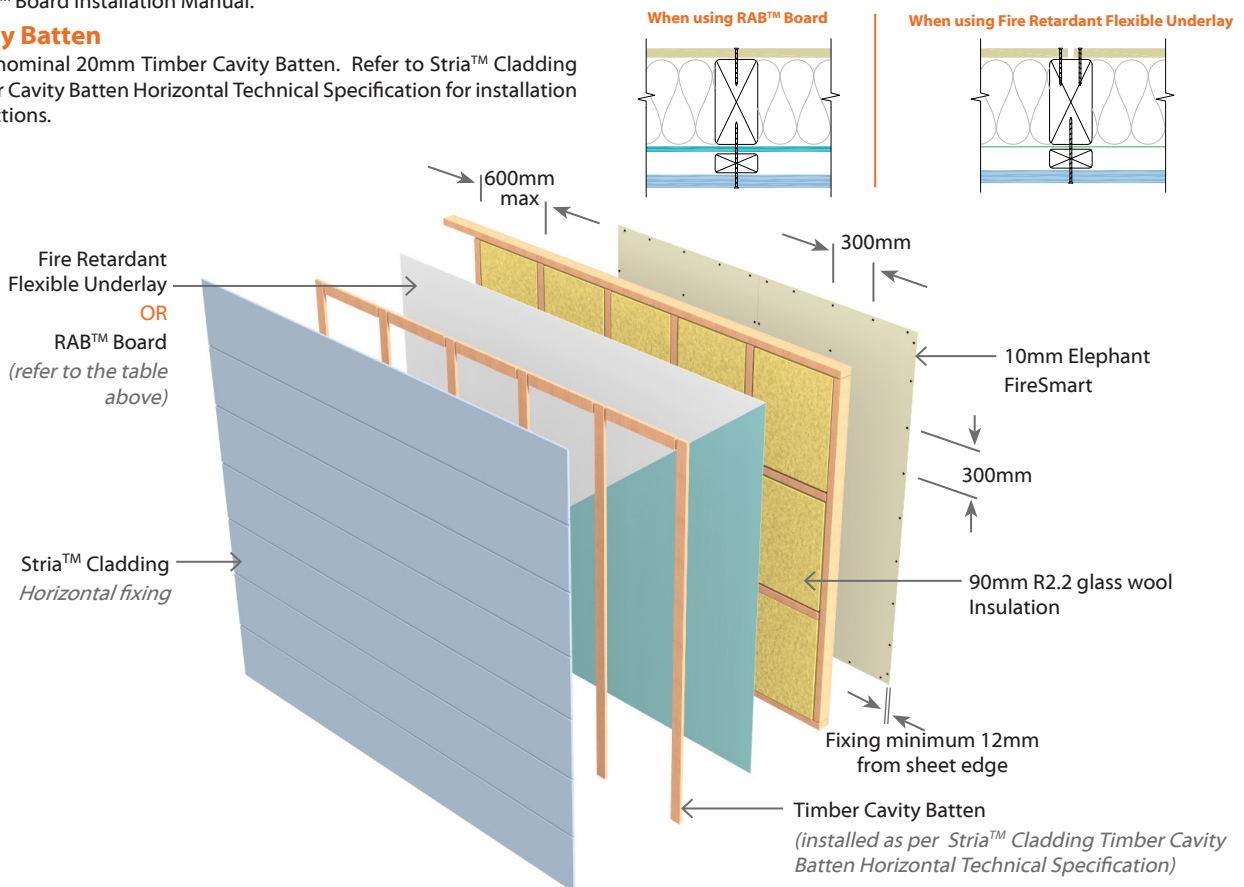 ™ Board Installation Manual.
y Batten
nominal 20mm Timber Cavity Batten. Refer to Stria™ Cladding
r Cavity Batten Horizontal Technical Specification for installation
ctions.
When using RAB™ Board
When using Fire Retardant Flexible Underlay
600mm
max
300mm
Fire Retardant
Flexible Underlay
OR
RAB™ Board
(refer to the table
above)
10mm Elephant
FireSmart
300mm
Stria™ Cladding
Horizontal fixing
90mm R2.2 glass wool
Insulation
Fixing minimum 12mm
from sheet edge
Timber Cavity Batten
(installed as per Stria™ Cladding Timber Cavity
Batten Horizontal Technical Specification)